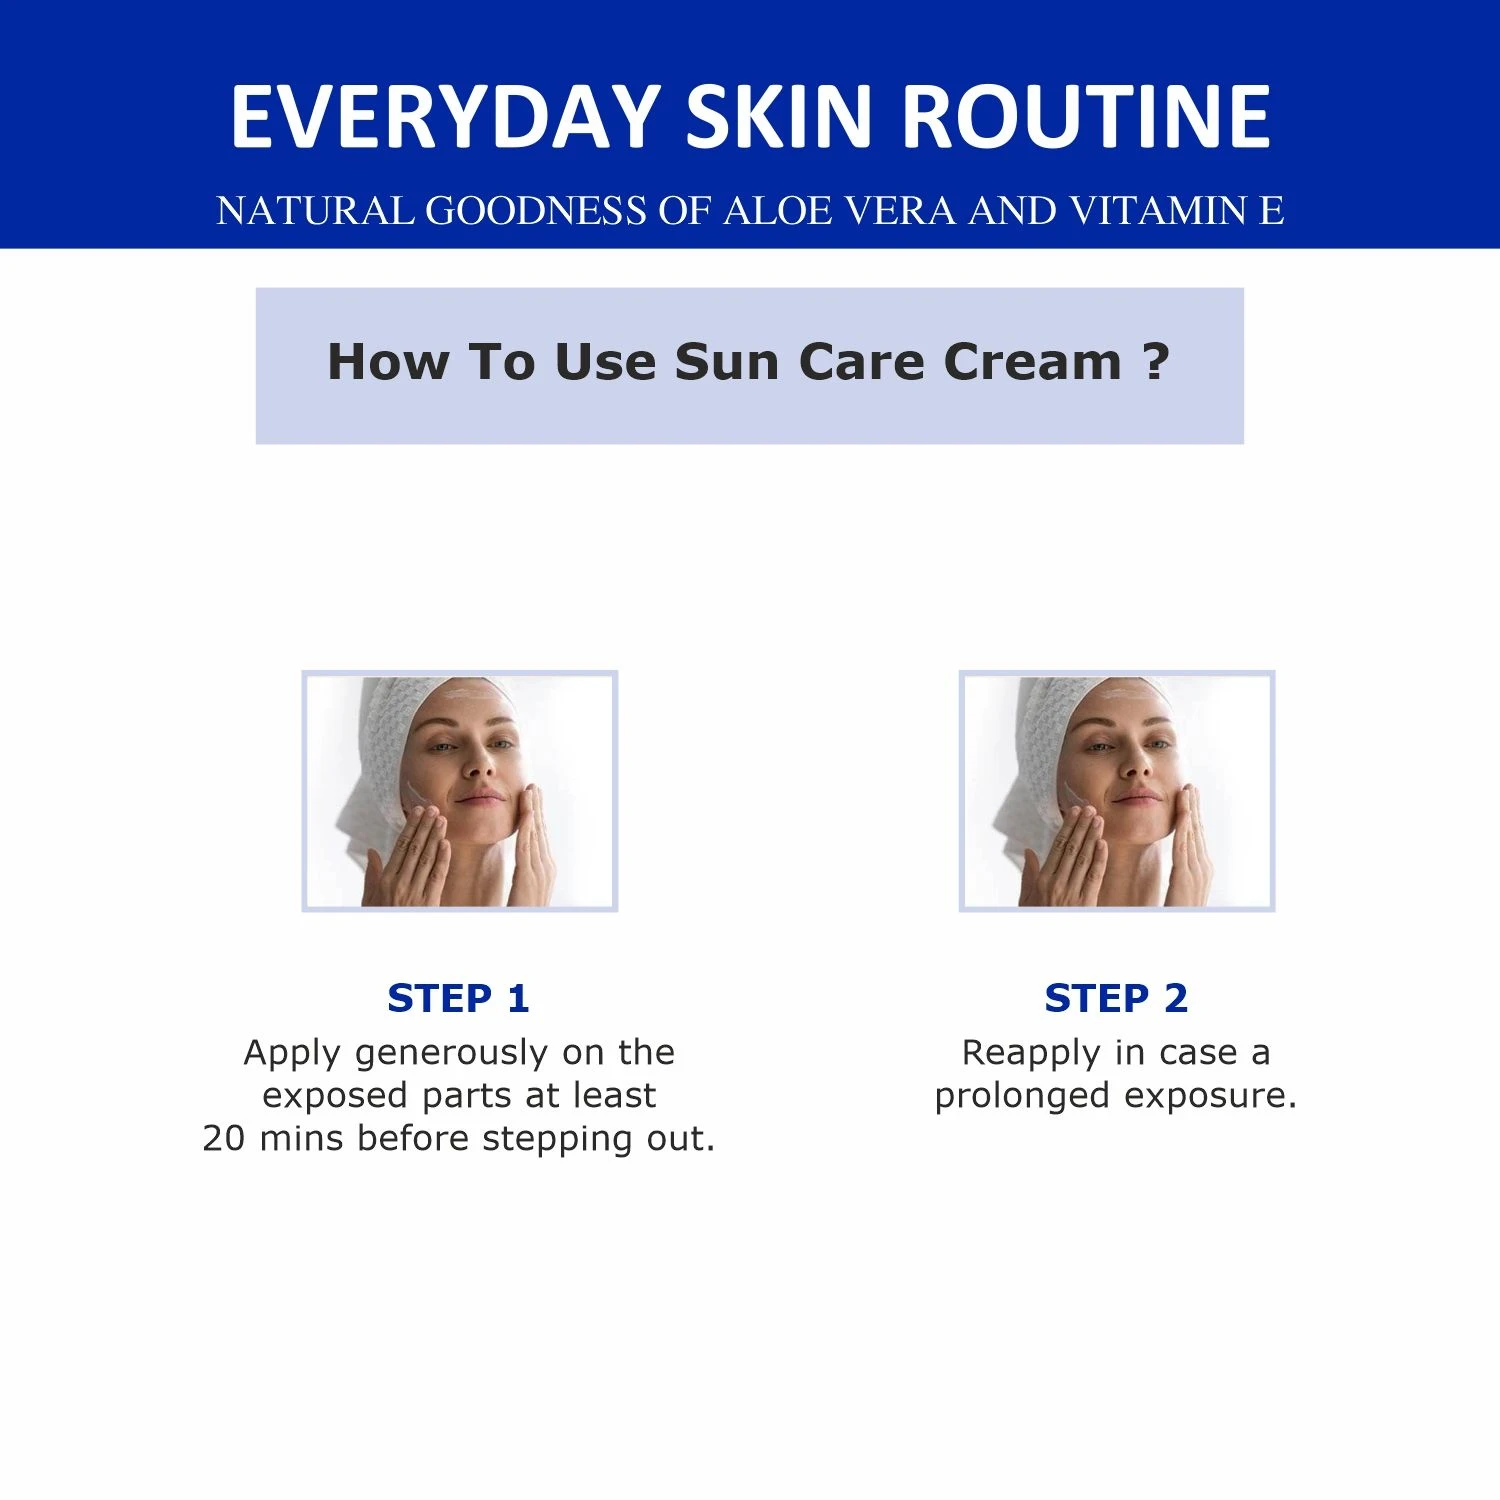 EVERYDAY SKIN ROUTINE
NATURAL GOODNESS OF ALOE VERA AND VITAMIN E
How To Use Sun Care Cream ?
STEP 1
Apply generously on the
exposed parts at least
20 mins before stepping out.
STEP 2
Reapply in case a
prolonged exposure.